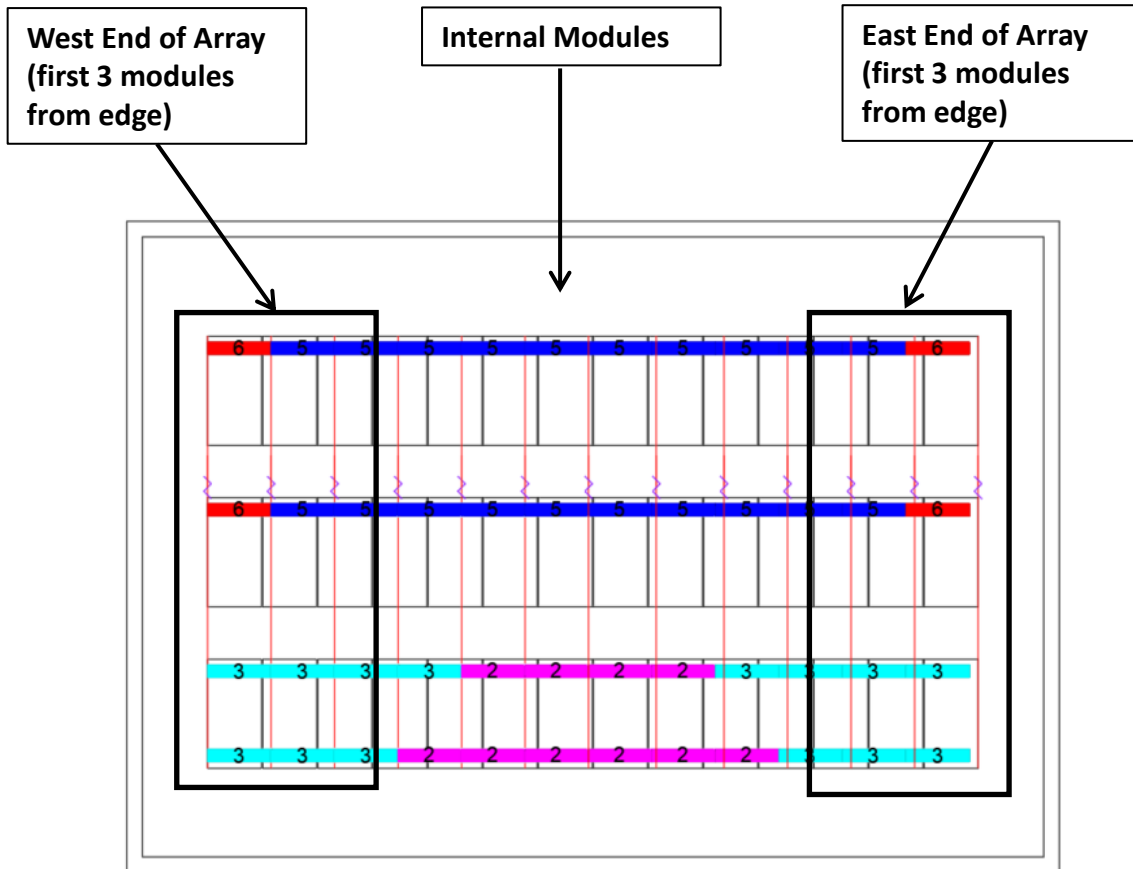 West End of Array
(first 3 modules
from edge)
Internal Modules
East End of Array
(first 3 modules
from edge)
6 5 5 5 5 5 5 5 5 5 5 6
6 5 5 5 5 5 5 5 5 5 5 6
3 3 3 3 2 2 2 2 3 3 3 3
3 3 3 2 2 2 2 2 2 3 3 3